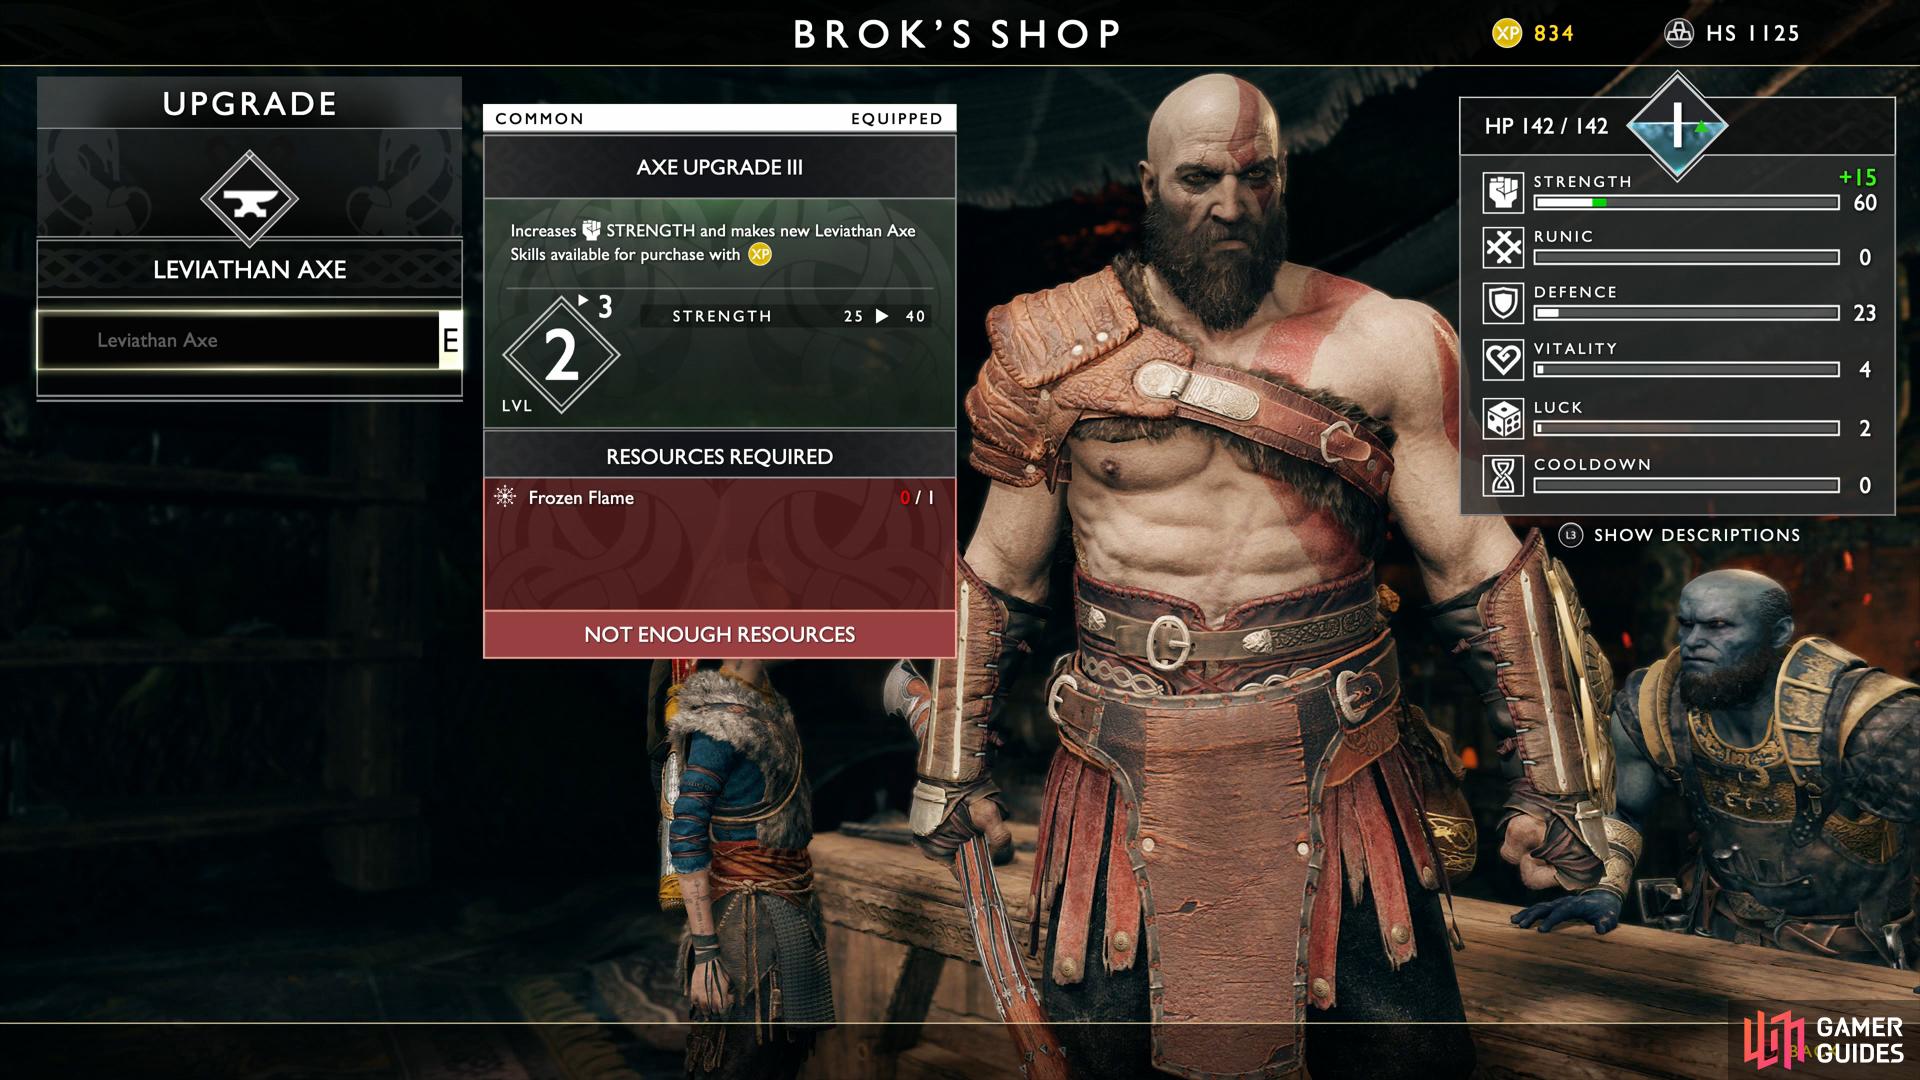 BROK'S SHOP
XP 834
HS 1125
UPGRADE
LEVIATHAN AXE
Leviathan Axe
E
COMMON
EQUIPPED
AXE UPGRADE III
Increases STRENGTH and makes new Leviathan Axe
Skills available for purchase with XP
2
3
LVL
STRENGTH 25 40
RESOURCES REQUIRED
Frozen Flame 0 / 1
NOT ENOUGH RESOURCES
HP 142 / 142
1
STRENGTH +15
60
RUNIC
0
DEFENCE
23
VITALITY
4
LUCK
2
COOLDOWN
0
L3 SHOW DESCRIPTIONS
GAMER
GUIDES
BACK